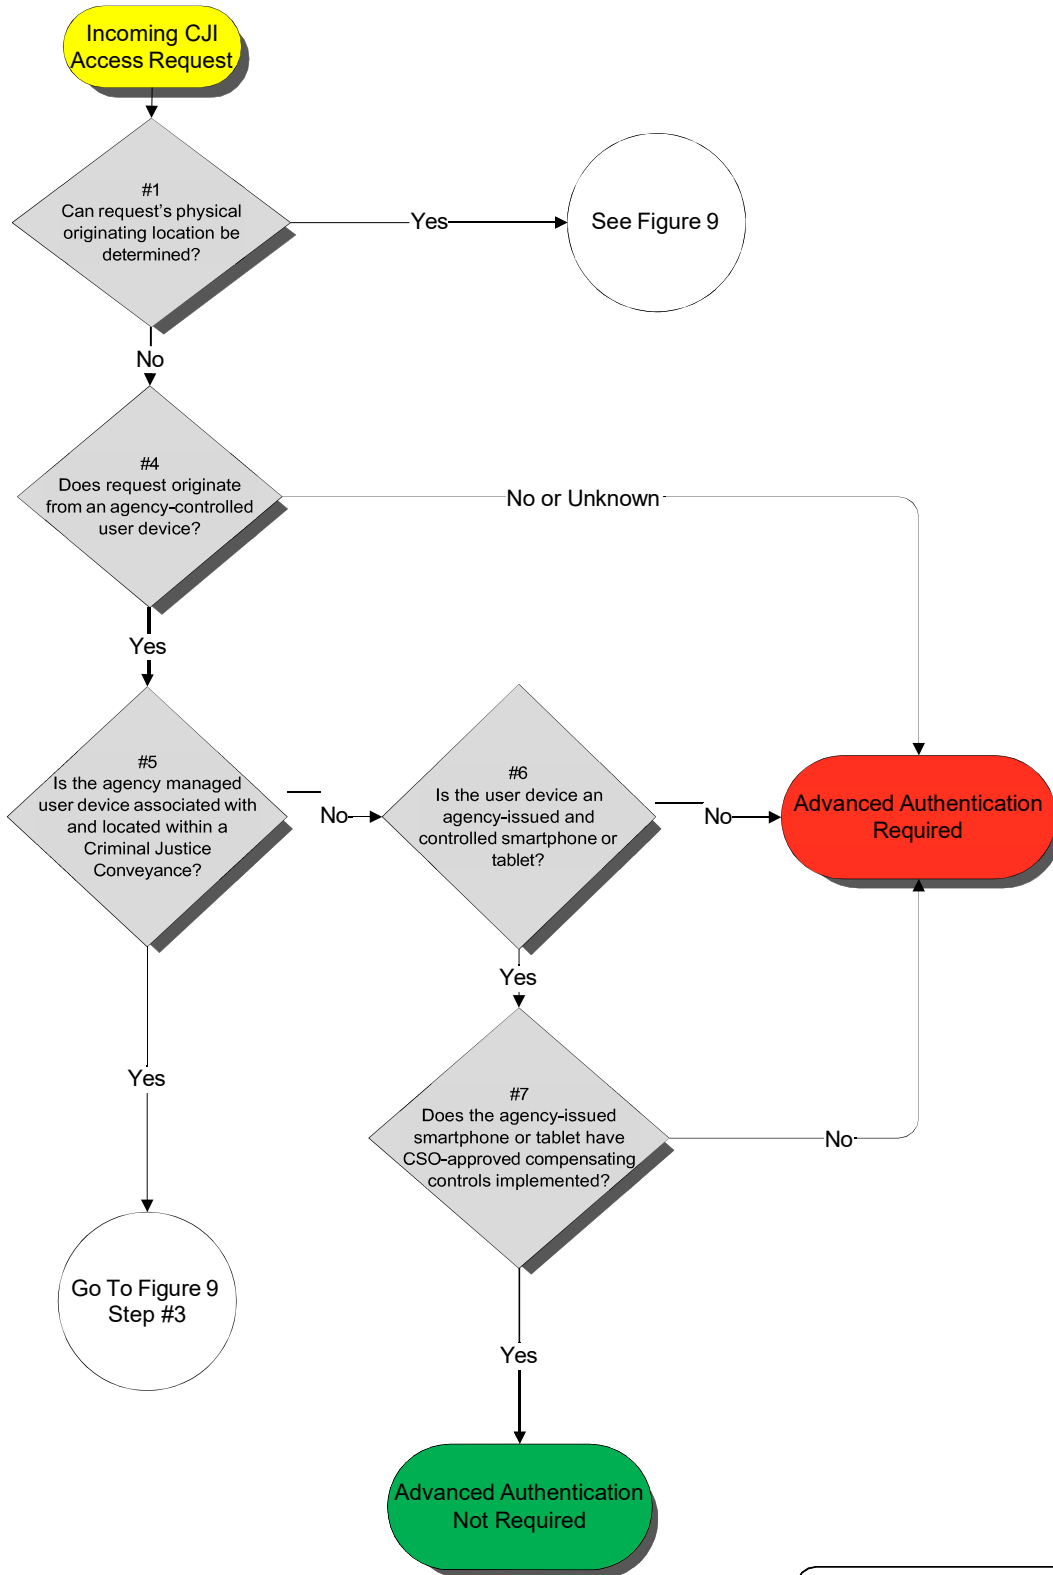 Incoming CJI
Access Request
#1
Can request's physical
originating location be
determined?
Yes
See Figure 9
No
#4
Does request originate
from an agency-controlled
user device?
No or Unknown
Yes
#5
Is the agency managed
user device associated with
and located within a
Criminal Justice
Conveyance?
No
#6
Is the user device an
agency-issued and
controlled smartphone or
tablet?
No
Advanced Authentication
Required
Yes
Yes
#7
Does the agency-issued
smartphone or tablet have
CSO-approved compensating
controls implemented?
No
Go To Figure 9
Step #3
Yes
Advanced Authentication
Not Required